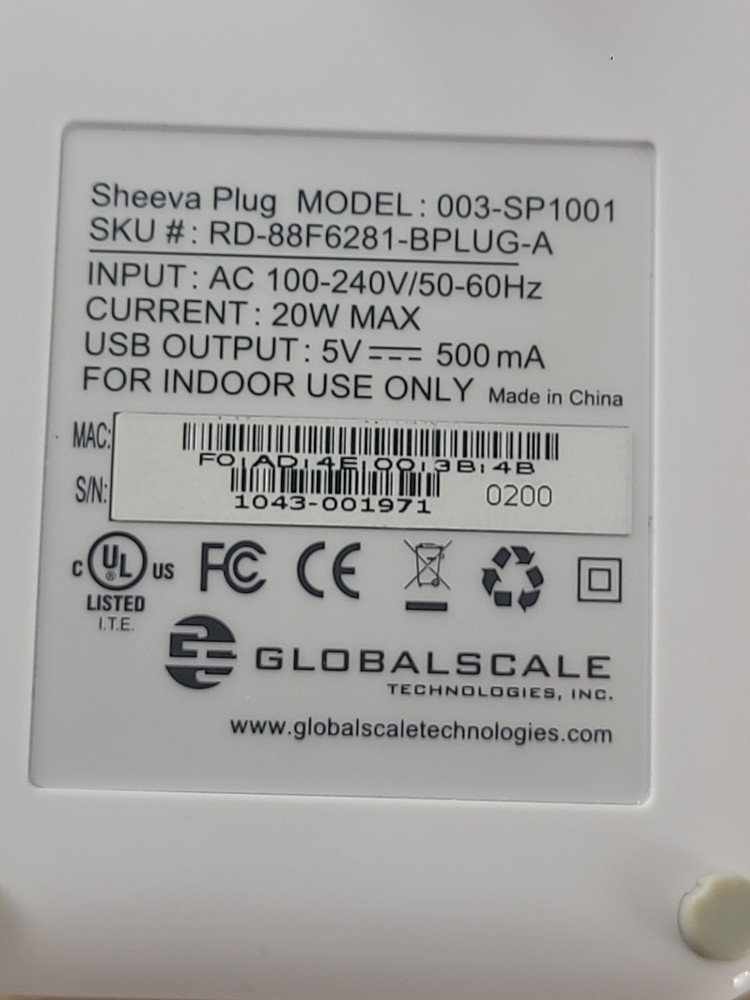 Sheeva Plug MODEL: 003-SP1001
SKU #: RD-88F6281-BPLUG-A
INPUT: AC 100-240V/50-60Hz
CURRENT: 20W MAX
USB OUTPUT: 5V 500 mA
FOR INDOOR USE ONLY Made in China
MAC:
F0:AD:4E:00:3B:4B
S/N:
1043-001971 0200
C UL ® US FC CE
LISTED
I.T.E.
GLOBALSCALE
TECHNOLOGIES, INC.
www.globalscaletechnologies.com